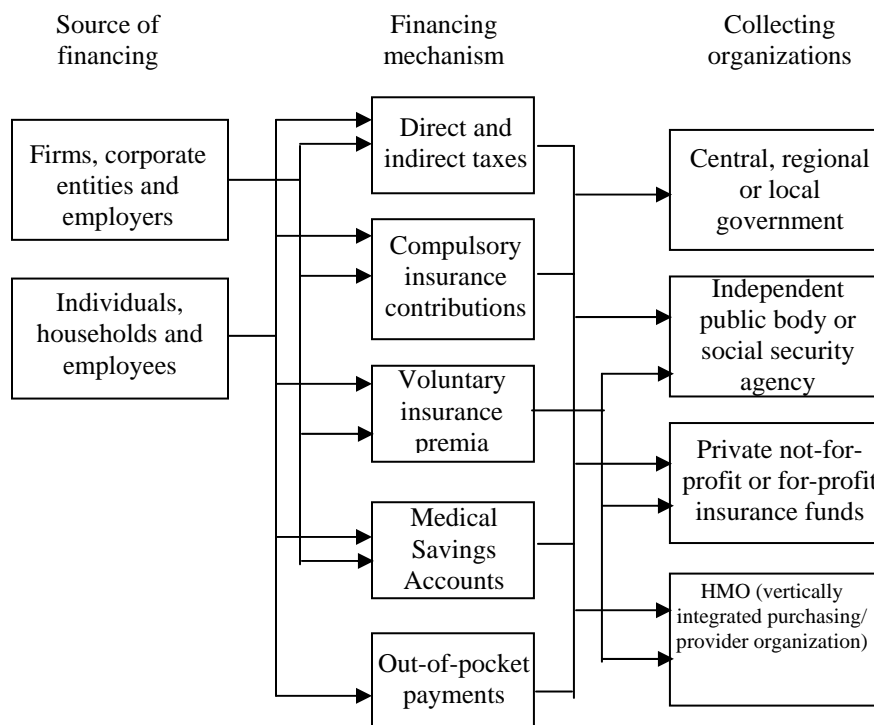 Source of
financing
Financing
mechanism
Collecting
organizations
Firms, corporate
entities and
employers
Individuals,
households and
employees
Direct and
indirect taxes
Compulsory
insurance
contributions
Voluntary
insurance
premia
Medical
Savings
Accounts
Out-of-pocket
payments
Central, regional
or local
government
Independent
public body or
social security
agency
Private not-for-
profit or for-profit
insurance funds
HMO (vertically
integrated purchasing/
provider organization)